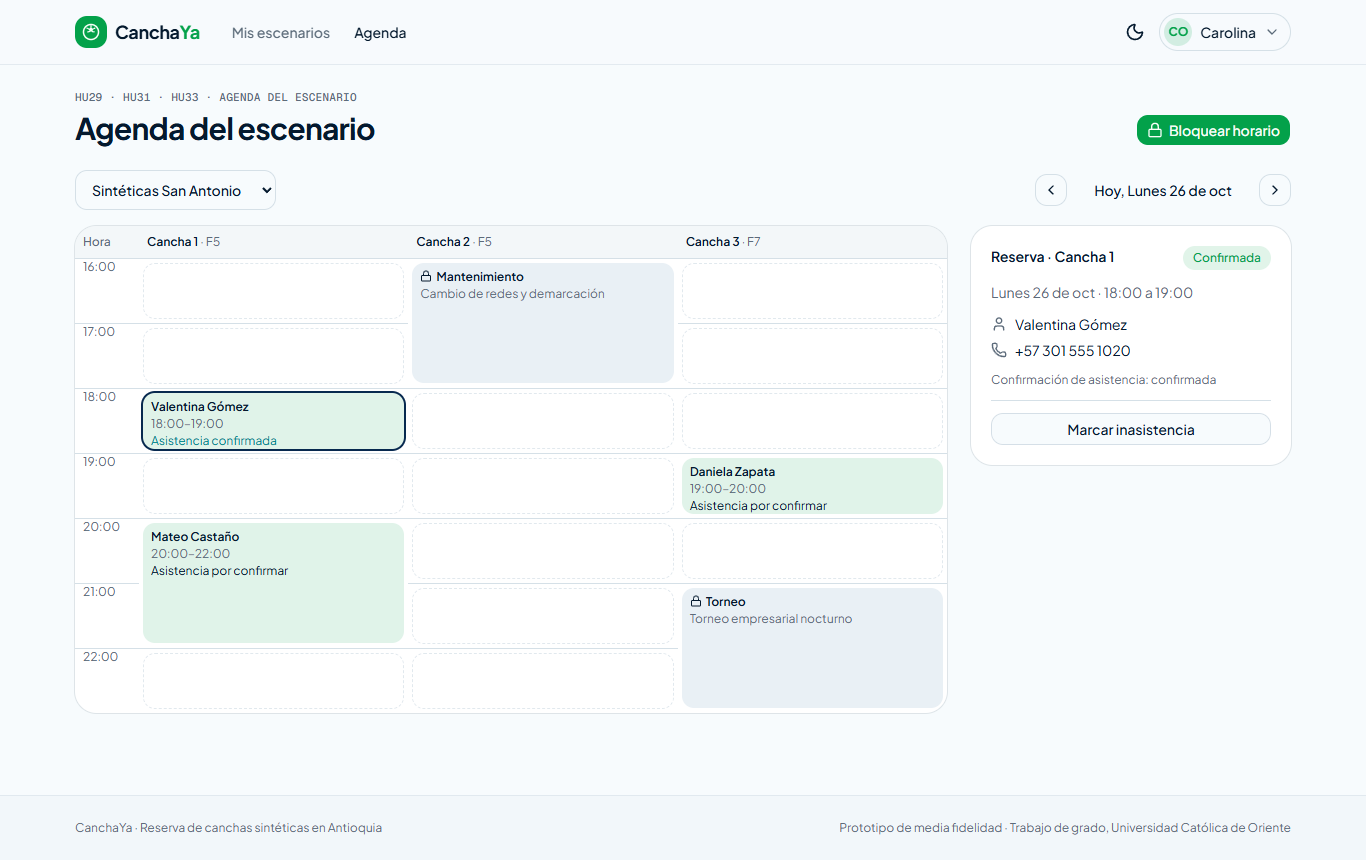 CanchaYa
Mis escenarios
Agenda
CO
Carolina
HU29 · HU31 · HU33 · AGENDA DEL ESCENARIO
Agenda del escenario
Bloquear horario
Sintéticas San Antonio
Hoy, Lunes 26 de oct
Hora
Cancha 1 · F5
Cancha 2 · F5
Cancha 3 · F7
16:00
Mantenimiento
Cambio de redes y demarcación
17:00
18:00
Valentina Gómez
18:00–19:00
Asistencia confirmada
19:00
Daniela Zapata
19:00–20:00
Asistencia por confirmar
20:00
Mateo Castaño
20:00–22:00
Asistencia por confirmar
21:00
Torneo
Torneo empresarial nocturno
22:00
Reserva · Cancha 1
Confirmada
Lunes 26 de oct · 18:00 a 19:00
Valentina Gómez
+57 301 555 1020
Confirmación de asistencia: confirmada
Marcar inasistencia
CanchaYa · Reserva de canchas sintéticas en Antioquia
Prototipo de media fidelidad · Trabajo de grado, Universidad Católica de Oriente